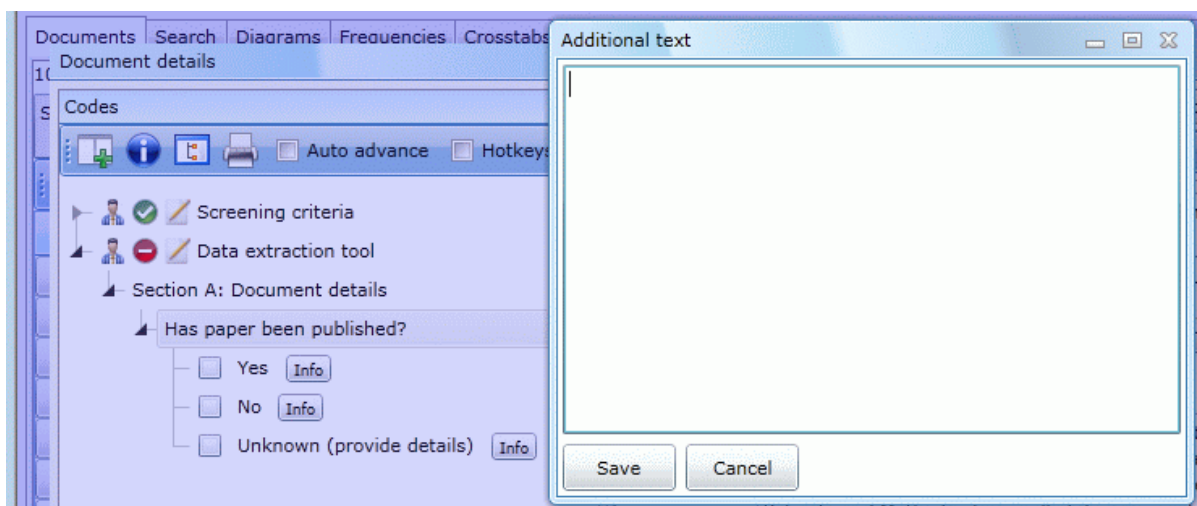 Documents Search Diagrams Frequencies Crosstabs
Document details
10
S
Codes
Auto advance Hotkeys
Screening criteria
Data extraction tool
Section A: Document details
Has paper been published?
Yes Info
No Info
Unknown (provide details) Info
Additional text
Save Cancel